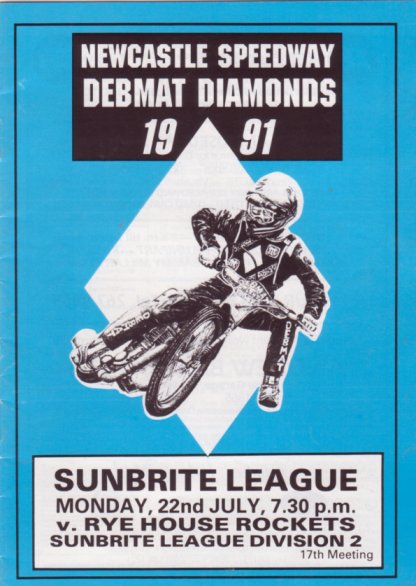 NEWCASTLE SPEEDWAY
DEBMAT DIAMONDS
19 91
DEBMAT
SUNBRITE LEAGUE
MONDAY, 22nd JULY, 7.30 p.m.
v. RYE HOUSE ROCKETS
SUNBRITE LEAGUE DIVISION 2
17th Meeting